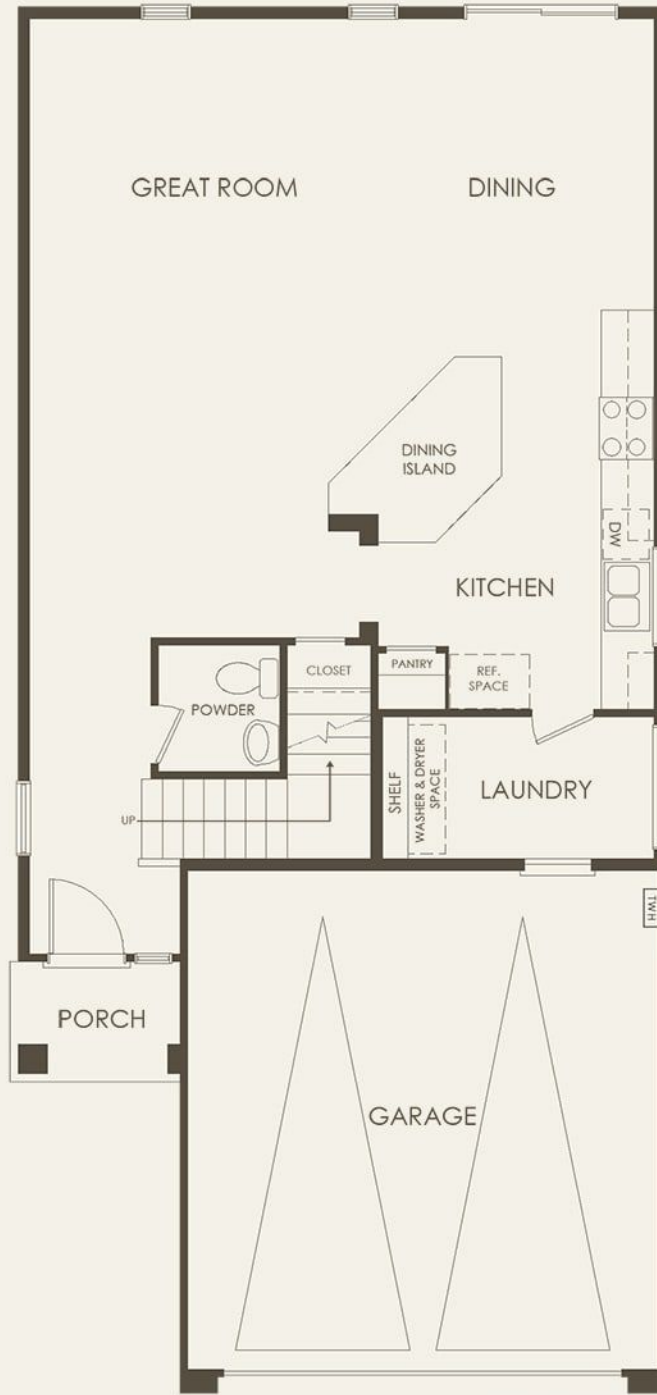 GREAT ROOM
DINING
DINING
ISLAND
DW
KITCHEN
CLOSET
PANTRY
REF.
SPACE
POWDER
SHELF
WASHER & DRYER
SPACE
LAUNDRY
UP
TWH
PORCH
GARAGE